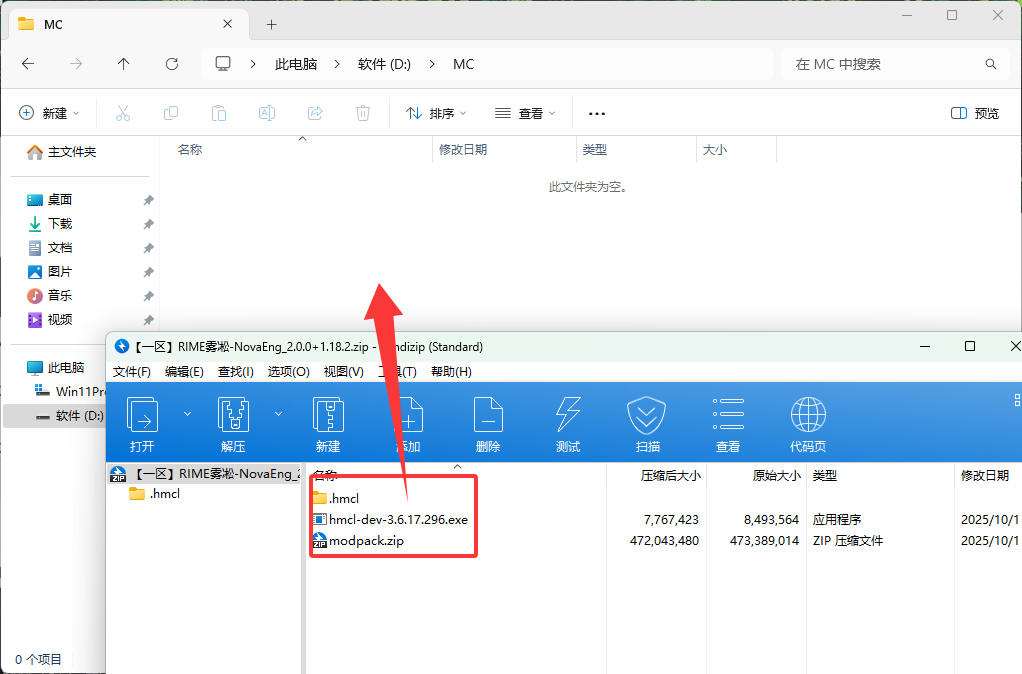 MC
此电脑 软件 (D:) MC
在 MC 中搜索
新建 排序 查看 预览
名称 修改日期 类型 大小
此文件夹为空。
主文件夹
桌面
下载
文档
图片
音乐
视频
此电脑
Win11Pro
软件 (D:)
0 个项目
【一区】RIME雾凇-NovaEng_2.0.0+1.18.2.zip - ndizip (Standard)
文件(F) 编辑(E) 查找(I) 选项(O) 视图(V) 工具(T) 帮助(H)
打开 解压 新建 添加 删除 测试 扫描 查看 代码页
【一区】RIME雾凇-NovaEng_2
.hmcl
名称 压缩后大小 原始大小 类型 修改日期
.hmcl
hmcl-dev-3.6.17.296.exe 7,767,423 8,493,564 应用程序 2025/10/1
modpack.zip 472,043,480 473,389,014 ZIP 压缩文件 2025/10/1